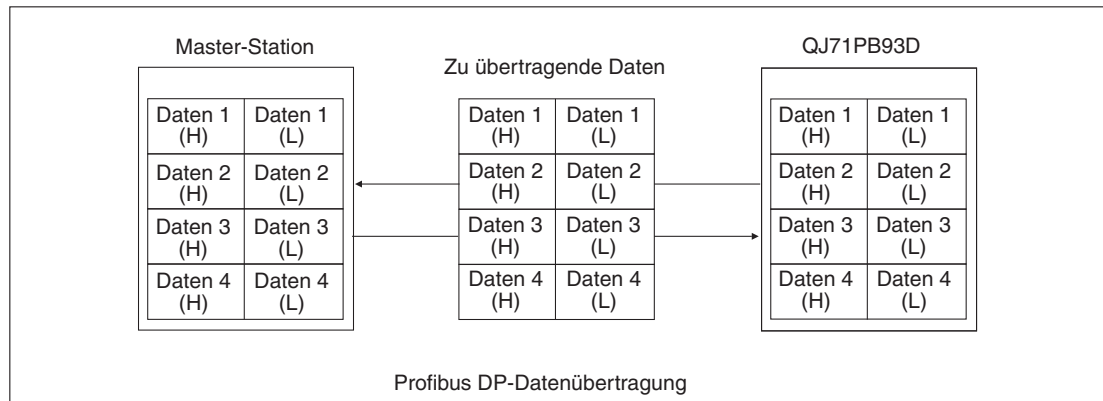 Master-Station
Zu übertragende Daten
QJ71PB93D
Daten 1 (H) Daten 1 (L) Daten 1 (H) Daten 1 (L) Daten 1 (H) Daten 1 (L)
Daten 2 (H) Daten 2 (L) Daten 2 (H) Daten 2 (L) Daten 2 (H) Daten 2 (L)
Daten 3 (H) Daten 3 (L) Daten 3 (H) Daten 3 (L) Daten 3 (H) Daten 3 (L)
Daten 4 (H) Daten 4 (L) Daten 4 (H) Daten 4 (L) Daten 4 (H) Daten 4 (L)
Profibus DP-Datenübertragung